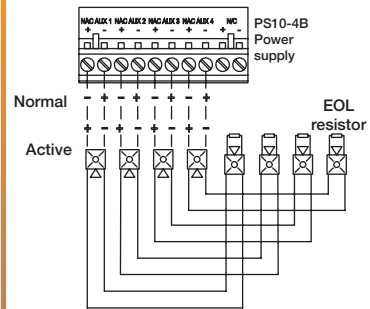 NAC AUX 1 NAC AUX 2 NAC AUX 3 NAC AUX 4 N/C
+ - + - + - + - + -
PS10-4B
Power
supply
Normal
- + - + - + - +
EOL
resistor
+ - + - + - + -
Active